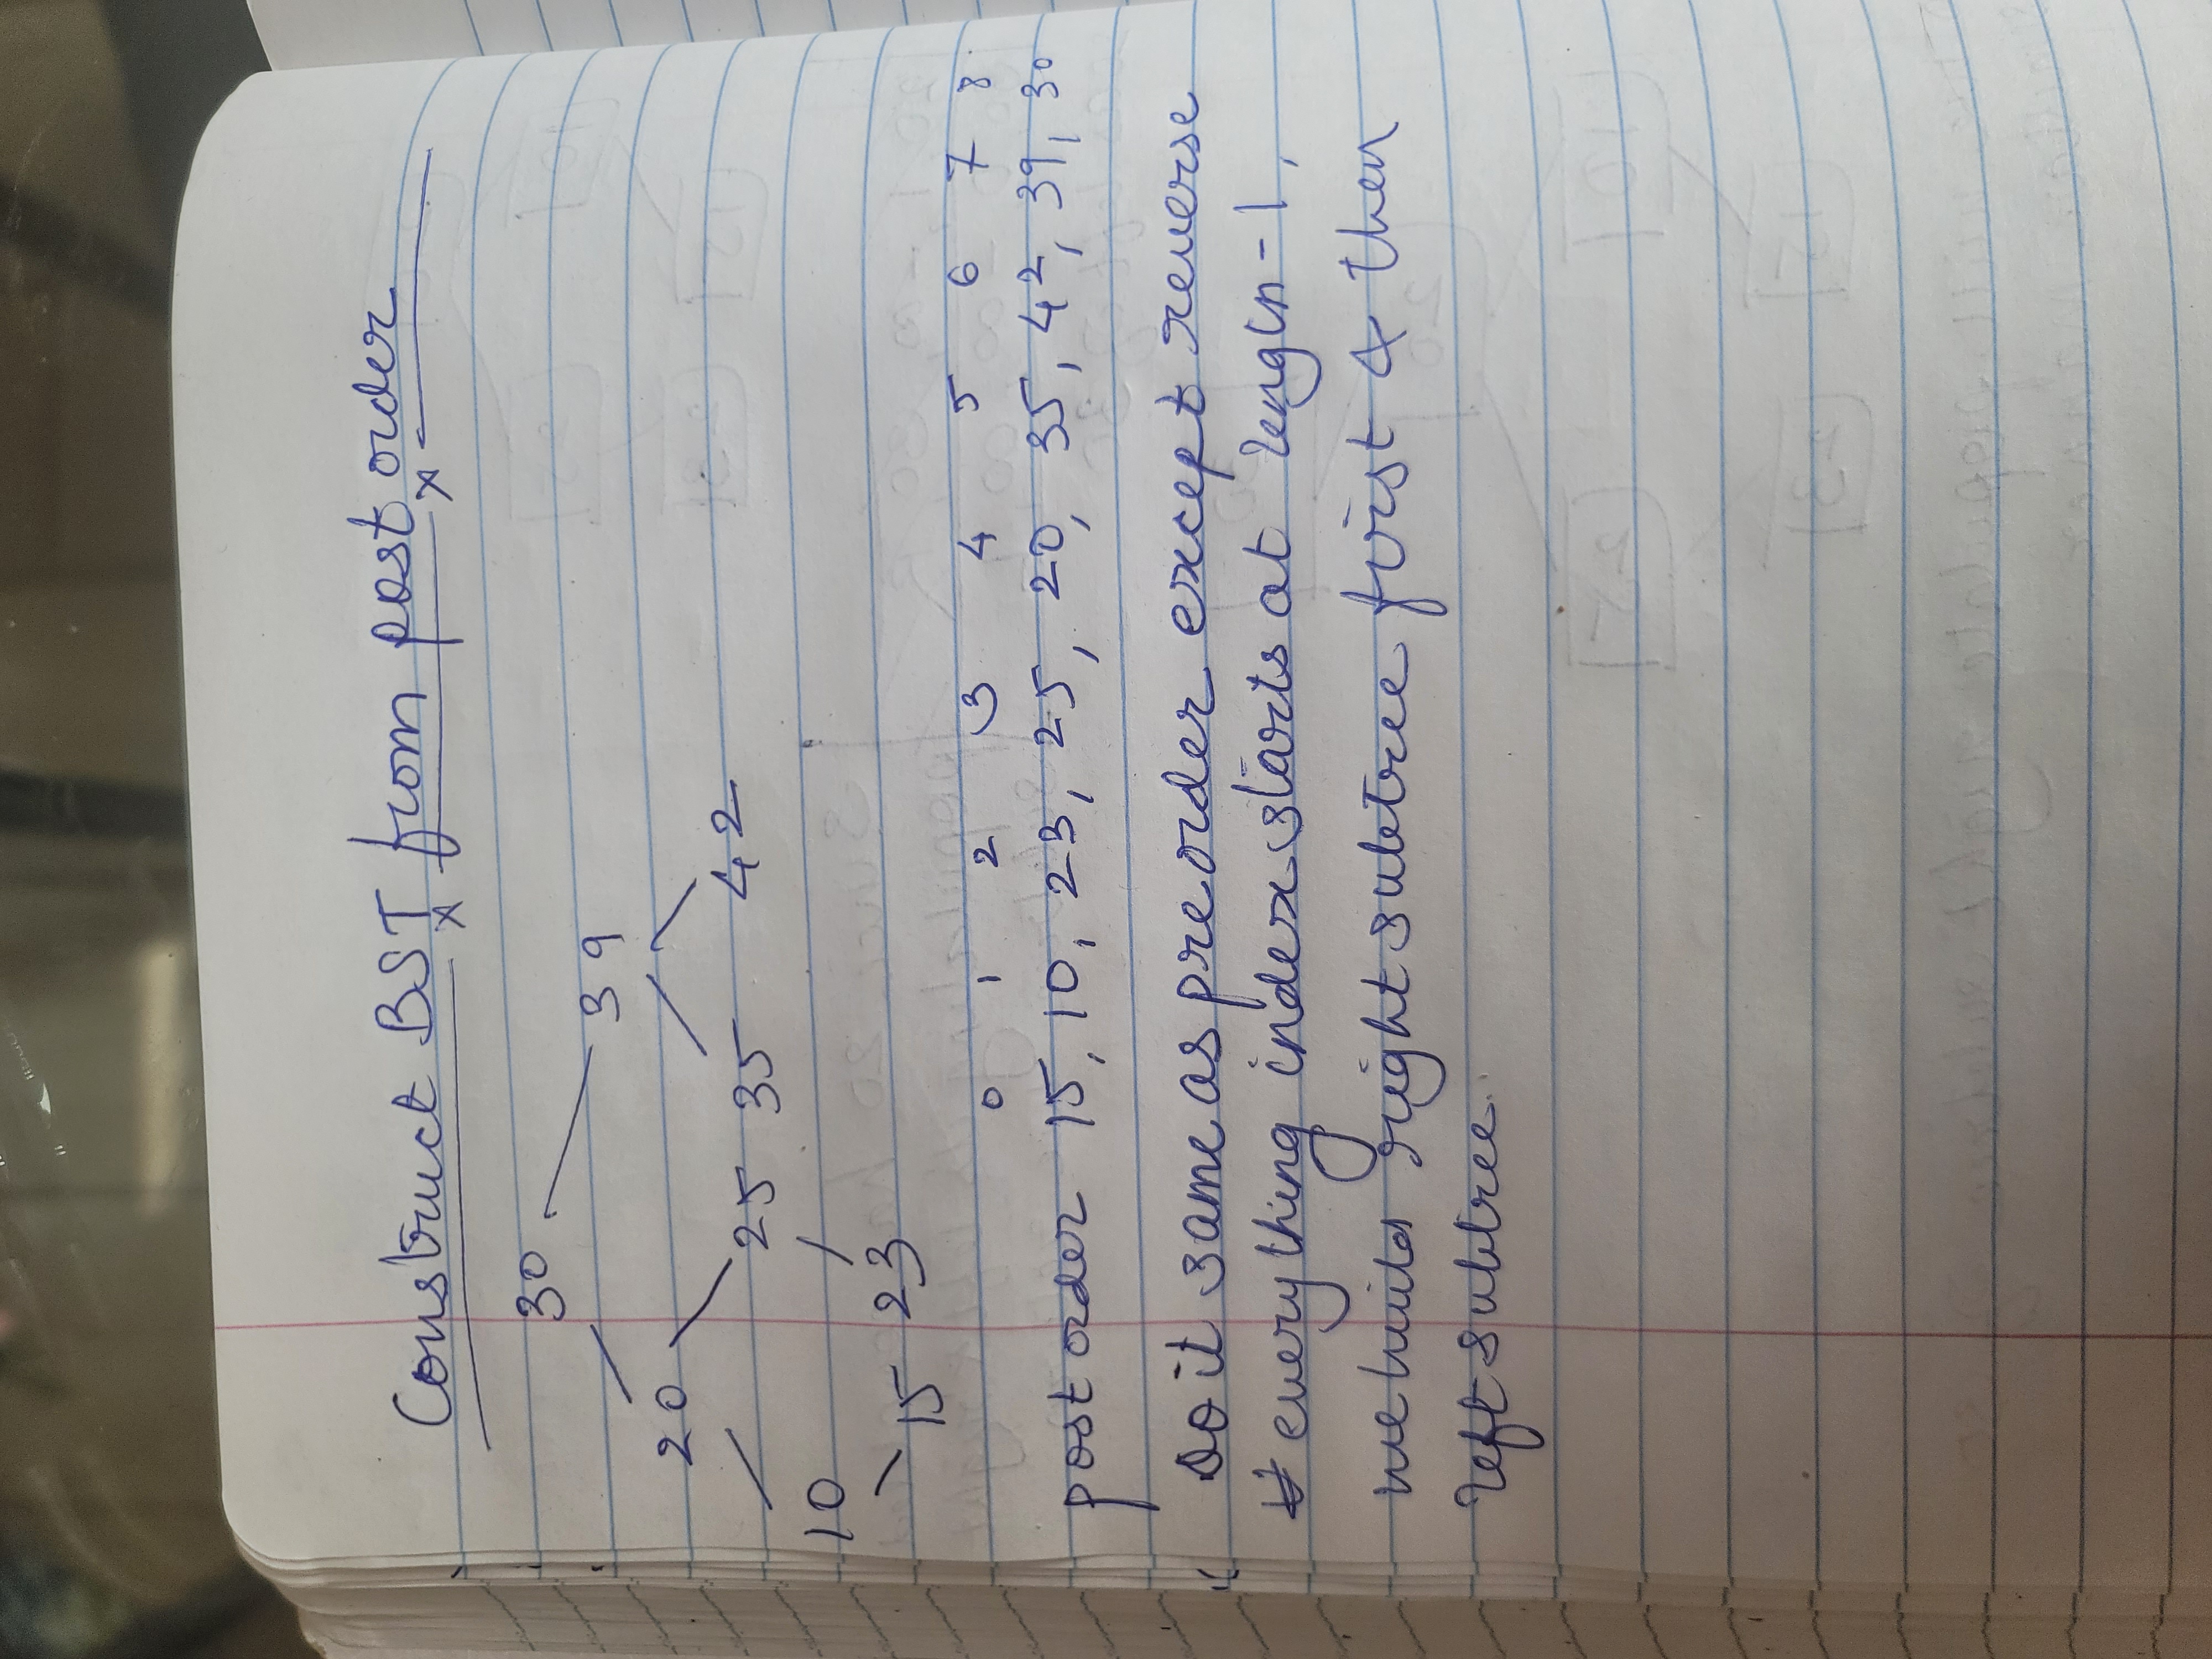 Construct BST from post order
30
39
20
25 35 42
10
15 23
0 1 2 3 4 5 6 7 8
post order 15, 10, 23, 25, 20, 35, 42, 39, 30
Do it same as preorder except reverse
everything index starts at length-1,
we build right subtree first & then
left subtree.